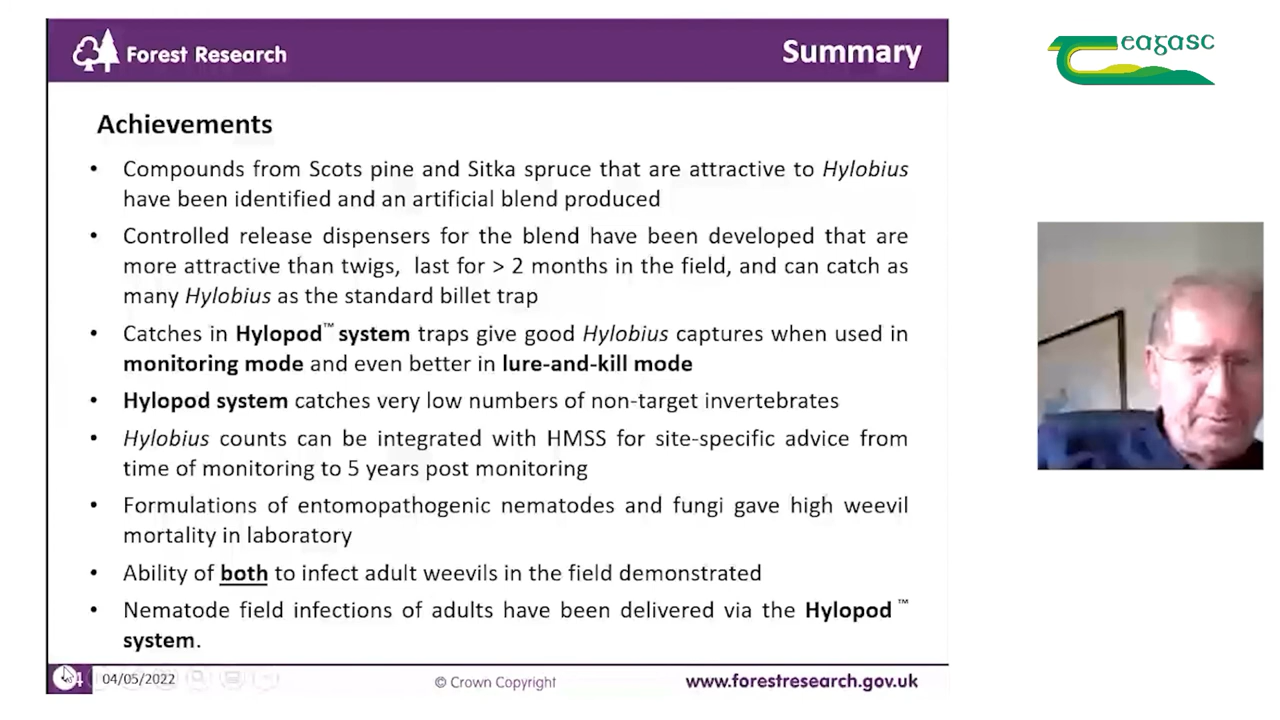 Forest Research
Summary
eagasc
Achievements
• Compounds from Scots pine and Sitka spruce that are attractive to Hylobius
have been identified and an artificial blend produced
• Controlled release dispensers for the blend have been developed that are
more attractive than twigs, last for > 2 months in the field, and can catch as
many Hylobius as the standard billet trap
• Catches in Hylopod™ system traps give good Hylobius captures when used in
monitoring mode and even better in lure-and-kill mode
• Hylopod system catches very low numbers of non-target invertebrates
• Hylobius counts can be integrated with HMSS for site-specific advice from
time of monitoring to 5 years post monitoring
• Formulations of entomopathogenic nematodes and fungi gave high weevil
mortality in laboratory
• Ability of both to infect adult weevils in the field demonstrated
• Nematode field infections of adults have been delivered via the Hylopod™
system.
04/05/2022
© Crown Copyright
www.forestresearch.gov.uk